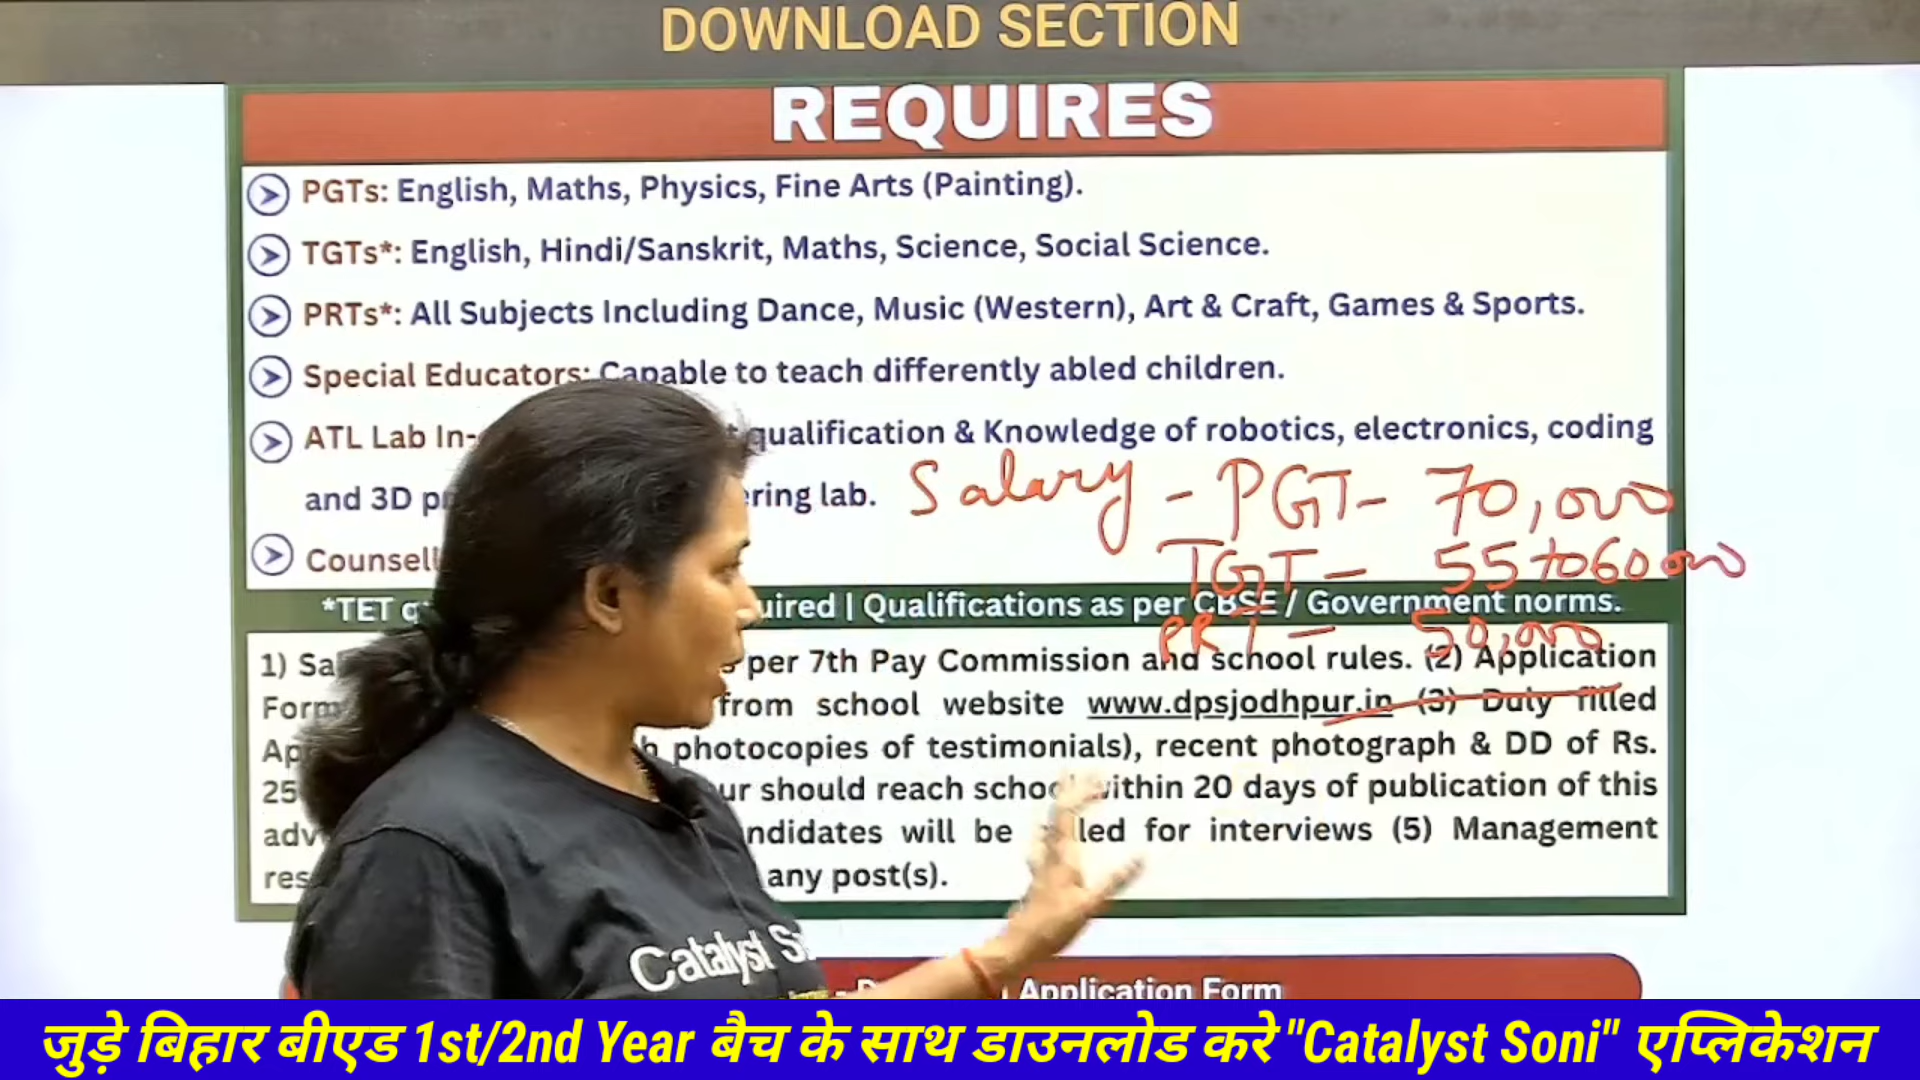 DOWNLOAD SECTION
REQUIRES
PGTs: English, Maths, Physics, Fine Arts (Painting).
TGTs*: English, Hindi/Sanskrit, Maths, Science, Social Science.
PRTs*: All Subjects Including Dance, Music (Western), Art & Craft, Games & Sports.
Special Educators: Capable to teach differently abled children.
ATL Lab In- qualification & Knowledge of robotics, electronics, coding
and 3D ring lab.
Salary - PGT - 70,000
TGT - 55 to 60000
Counsell
*TET uired | Qualifications as per CBSE / Government norms.
PRT - 50,000
1) Sa per 7th Pay Commission and school rules. (2) Application
Form from school website www.dpsjodhpur.in (3) Duly filled
Ap photocopies of testimonials), recent photograph & DD of Rs.
25 ur should reach school within 20 days of publication of this
adv ndidates will be called for interviews (5) Management
res any post(s).
Catalyst S
Application Form
जुड़े बिहार बीएड 1st/2nd Year बैच के साथ डाउनलोड करे "Catalyst Soni" एप्लिकेशन